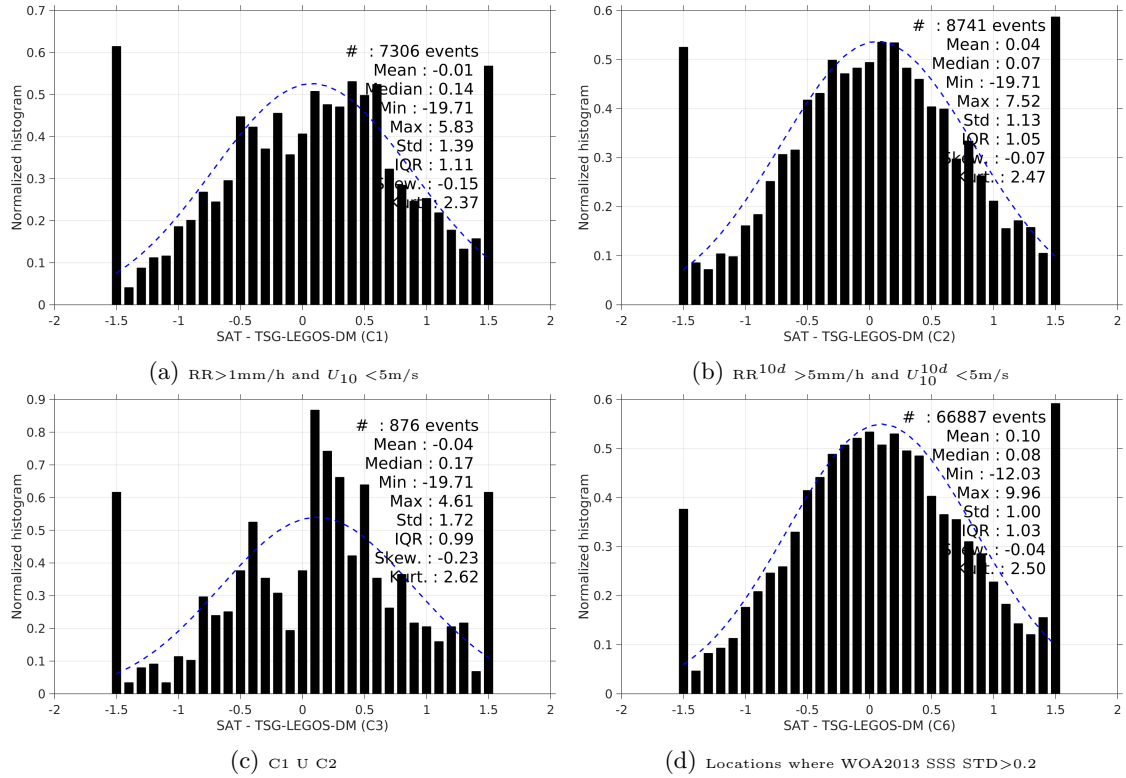 0.7
0.6
0.5
0.4
0.3
0.2
0.1
0
Normalized histogram
# : 7306 events
Mean : -0.01
Median : 0.14
Min : -19.71
Max : 5.83
Std : 1.39
IQR : 1.11
Skew. : -0.15
Kurt. : 2.37
-2 -1.5 -1 -0.5 0 0.5 1 1.5 2
SAT - TSG-LEGOS-DM (C1)
(a) RR>1mm/h and U10 <5m/s
0.6
0.5
0.4
0.3
0.2
0.1
0
Normalized histogram
# : 8741 events
Mean : 0.04
Median : 0.07
Min : -19.71
Max : 7.52
Std : 1.13
IQR : 1.05
Skew. : -0.07
Kurt. : 2.47
-2 -1.5 -1 -0.5 0 0.5 1 1.5 2
SAT - TSG-LEGOS-DM (C2)
(b) RR10d >5mm/h and U10d10 <5m/s
0.9
0.8
0.7
0.6
0.5
0.4
0.3
0.2
0.1
0
Normalized histogram
# : 876 events
Mean : -0.04
Median : 0.17
Min : -19.71
Max : 4.61
Std : 1.72
IQR : 0.99
Skew. : -0.23
Kurt. : 2.62
-2 -1.5 -1 -0.5 0 0.5 1 1.5 2
SAT - TSG-LEGOS-DM (C3)
(c) C1 U C2
0.6
0.5
0.4
0.3
0.2
0.1
0
Normalized histogram
# : 66887 events
Mean : 0.10
Median : 0.08
Min : -12.03
Max : 9.96
Std : 1.00
IQR : 1.03
Skew. : -0.04
Kurt. : 2.50
-2 -1.5 -1 -0.5 0 0.5 1 1.5 2
SAT - TSG-LEGOS-DM (C6)
(d) Locations where WOA2013 SSS STD>0.2